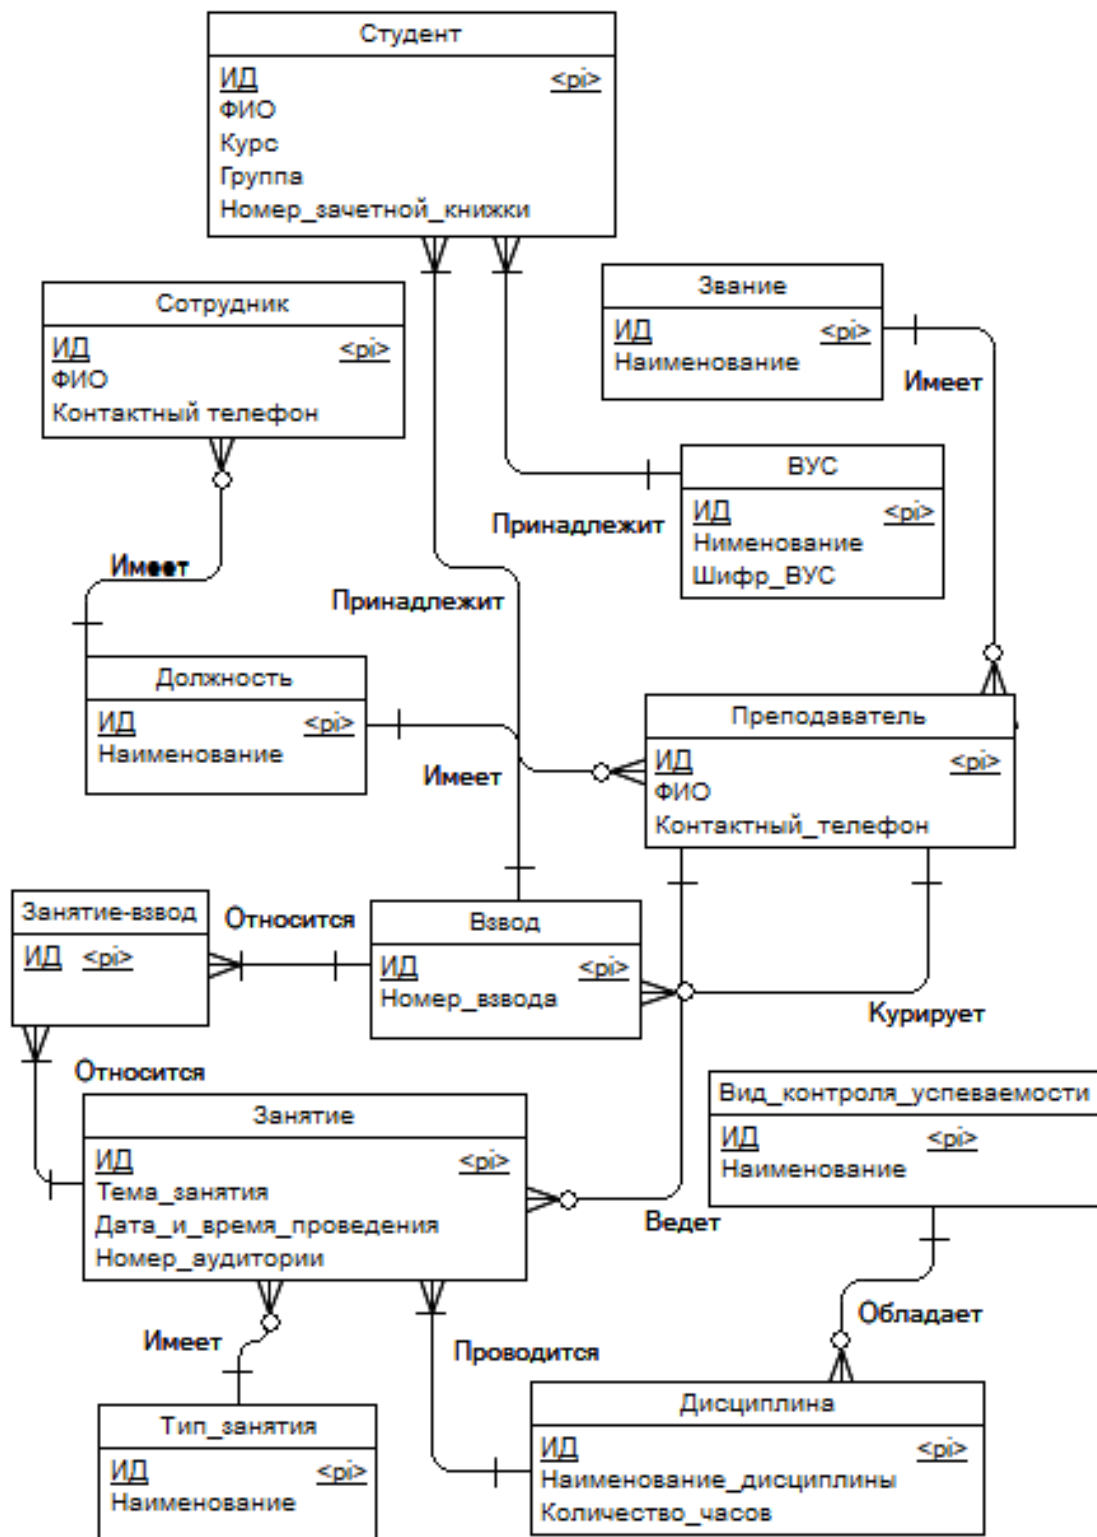 Студент
ИД <pi>
ФИО
Курс
Группа
Номер_зачетной_книжки
Сотрудник
ИД <pi>
ФИО
Контактный телефон
Звание
ИД <pi>
Наименование
Имеет
ВУС
ИД <pi>
Нименование
Шифр_ВУС
Принадлежит
Имеет
Принадлежит
Должность
ИД <pi>
Наименование
Имеет
Преподаватель
ИД <pi>
ФИО
Контактный_телефон
Занятие-взвод
ИД <pi>
Относится
Взвод
ИД <pi>
Номер_взвода
Курирует
Относится
Занятие
ИД <pi>
Тема_занятия
Дата_и_время_проведения
Номер_аудитории
Ведет
Вид_контроля_успеваемости
ИД <pi>
Наименование
Обладает
Имеет
Проводится
Тип_занятия
ИД <pi>
Наименование
Дисциплина
ИД <pi>
Наименование_дисциплины
Количество_часов